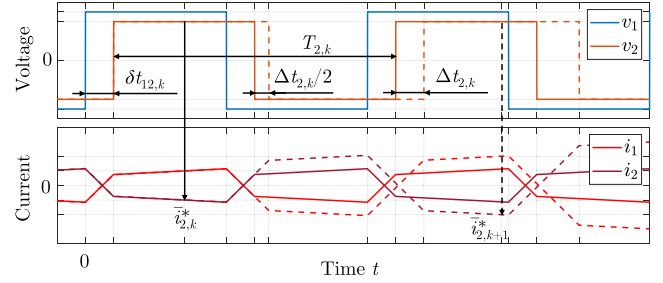 Voltage
0
T_{2,k}
δt_{12,k}
Δt_{2,k}/2
Δt_{2,k}
v_1
v_2
Current
0
i_1
i_2
\bar{i}^*_{2,k}
\bar{i}^*_{2,k+1}
0
Time t